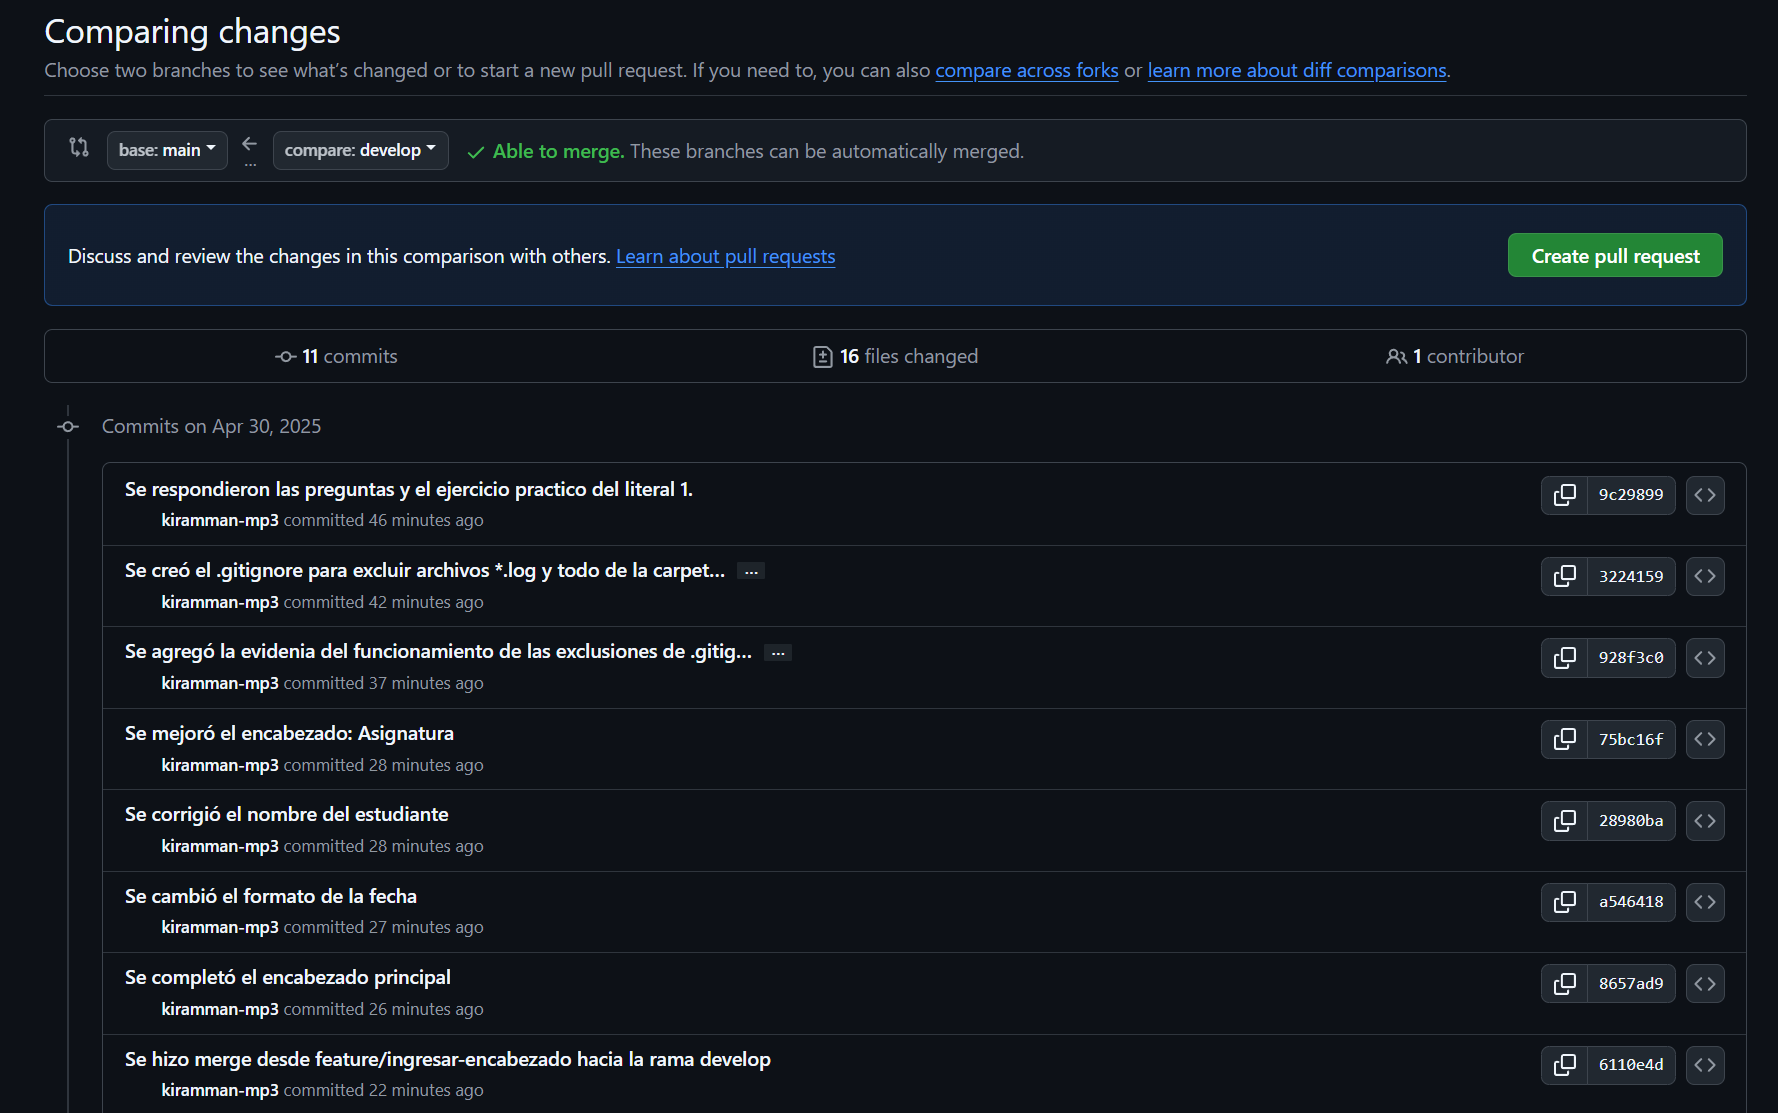 Comparing changes
Choose two branches to see what's changed or to start a new pull request. If you need to, you can also compare across forks or learn more about diff comparisons.
base: main ... compare: develop Able to merge. These branches can be automatically merged.
Discuss and review the changes in this comparison with others. Learn about pull requests Create pull request
11 commits 16 files changed 1 contributor
Commits on Apr 30, 2025
Se respondieron las preguntas y el ejercicio practico del literal 1. 9c29899
kiramman-mp3 committed 46 minutes ago
Se creó el .gitignore para excluir archivos *.log y todo de la carpet... ... 3224159
kiramman-mp3 committed 42 minutes ago
Se agregó la evidenia del funcionamiento de las exclusiones de .gitig... ... 928f3c0
kiramman-mp3 committed 37 minutes ago
Se mejoró el encabezado: Asignatura 75bc16f
kiramman-mp3 committed 28 minutes ago
Se corrigió el nombre del estudiante 28980ba
kiramman-mp3 committed 28 minutes ago
Se cambió el formato de la fecha a546418
kiramman-mp3 committed 27 minutes ago
Se completó el encabezado principal 8657ad9
kiramman-mp3 committed 26 minutes ago
Se hizo merge desde feature/ingresar-encabezado hacia la rama develop 6110e4d
kiramman-mp3 committed 22 minutes ago